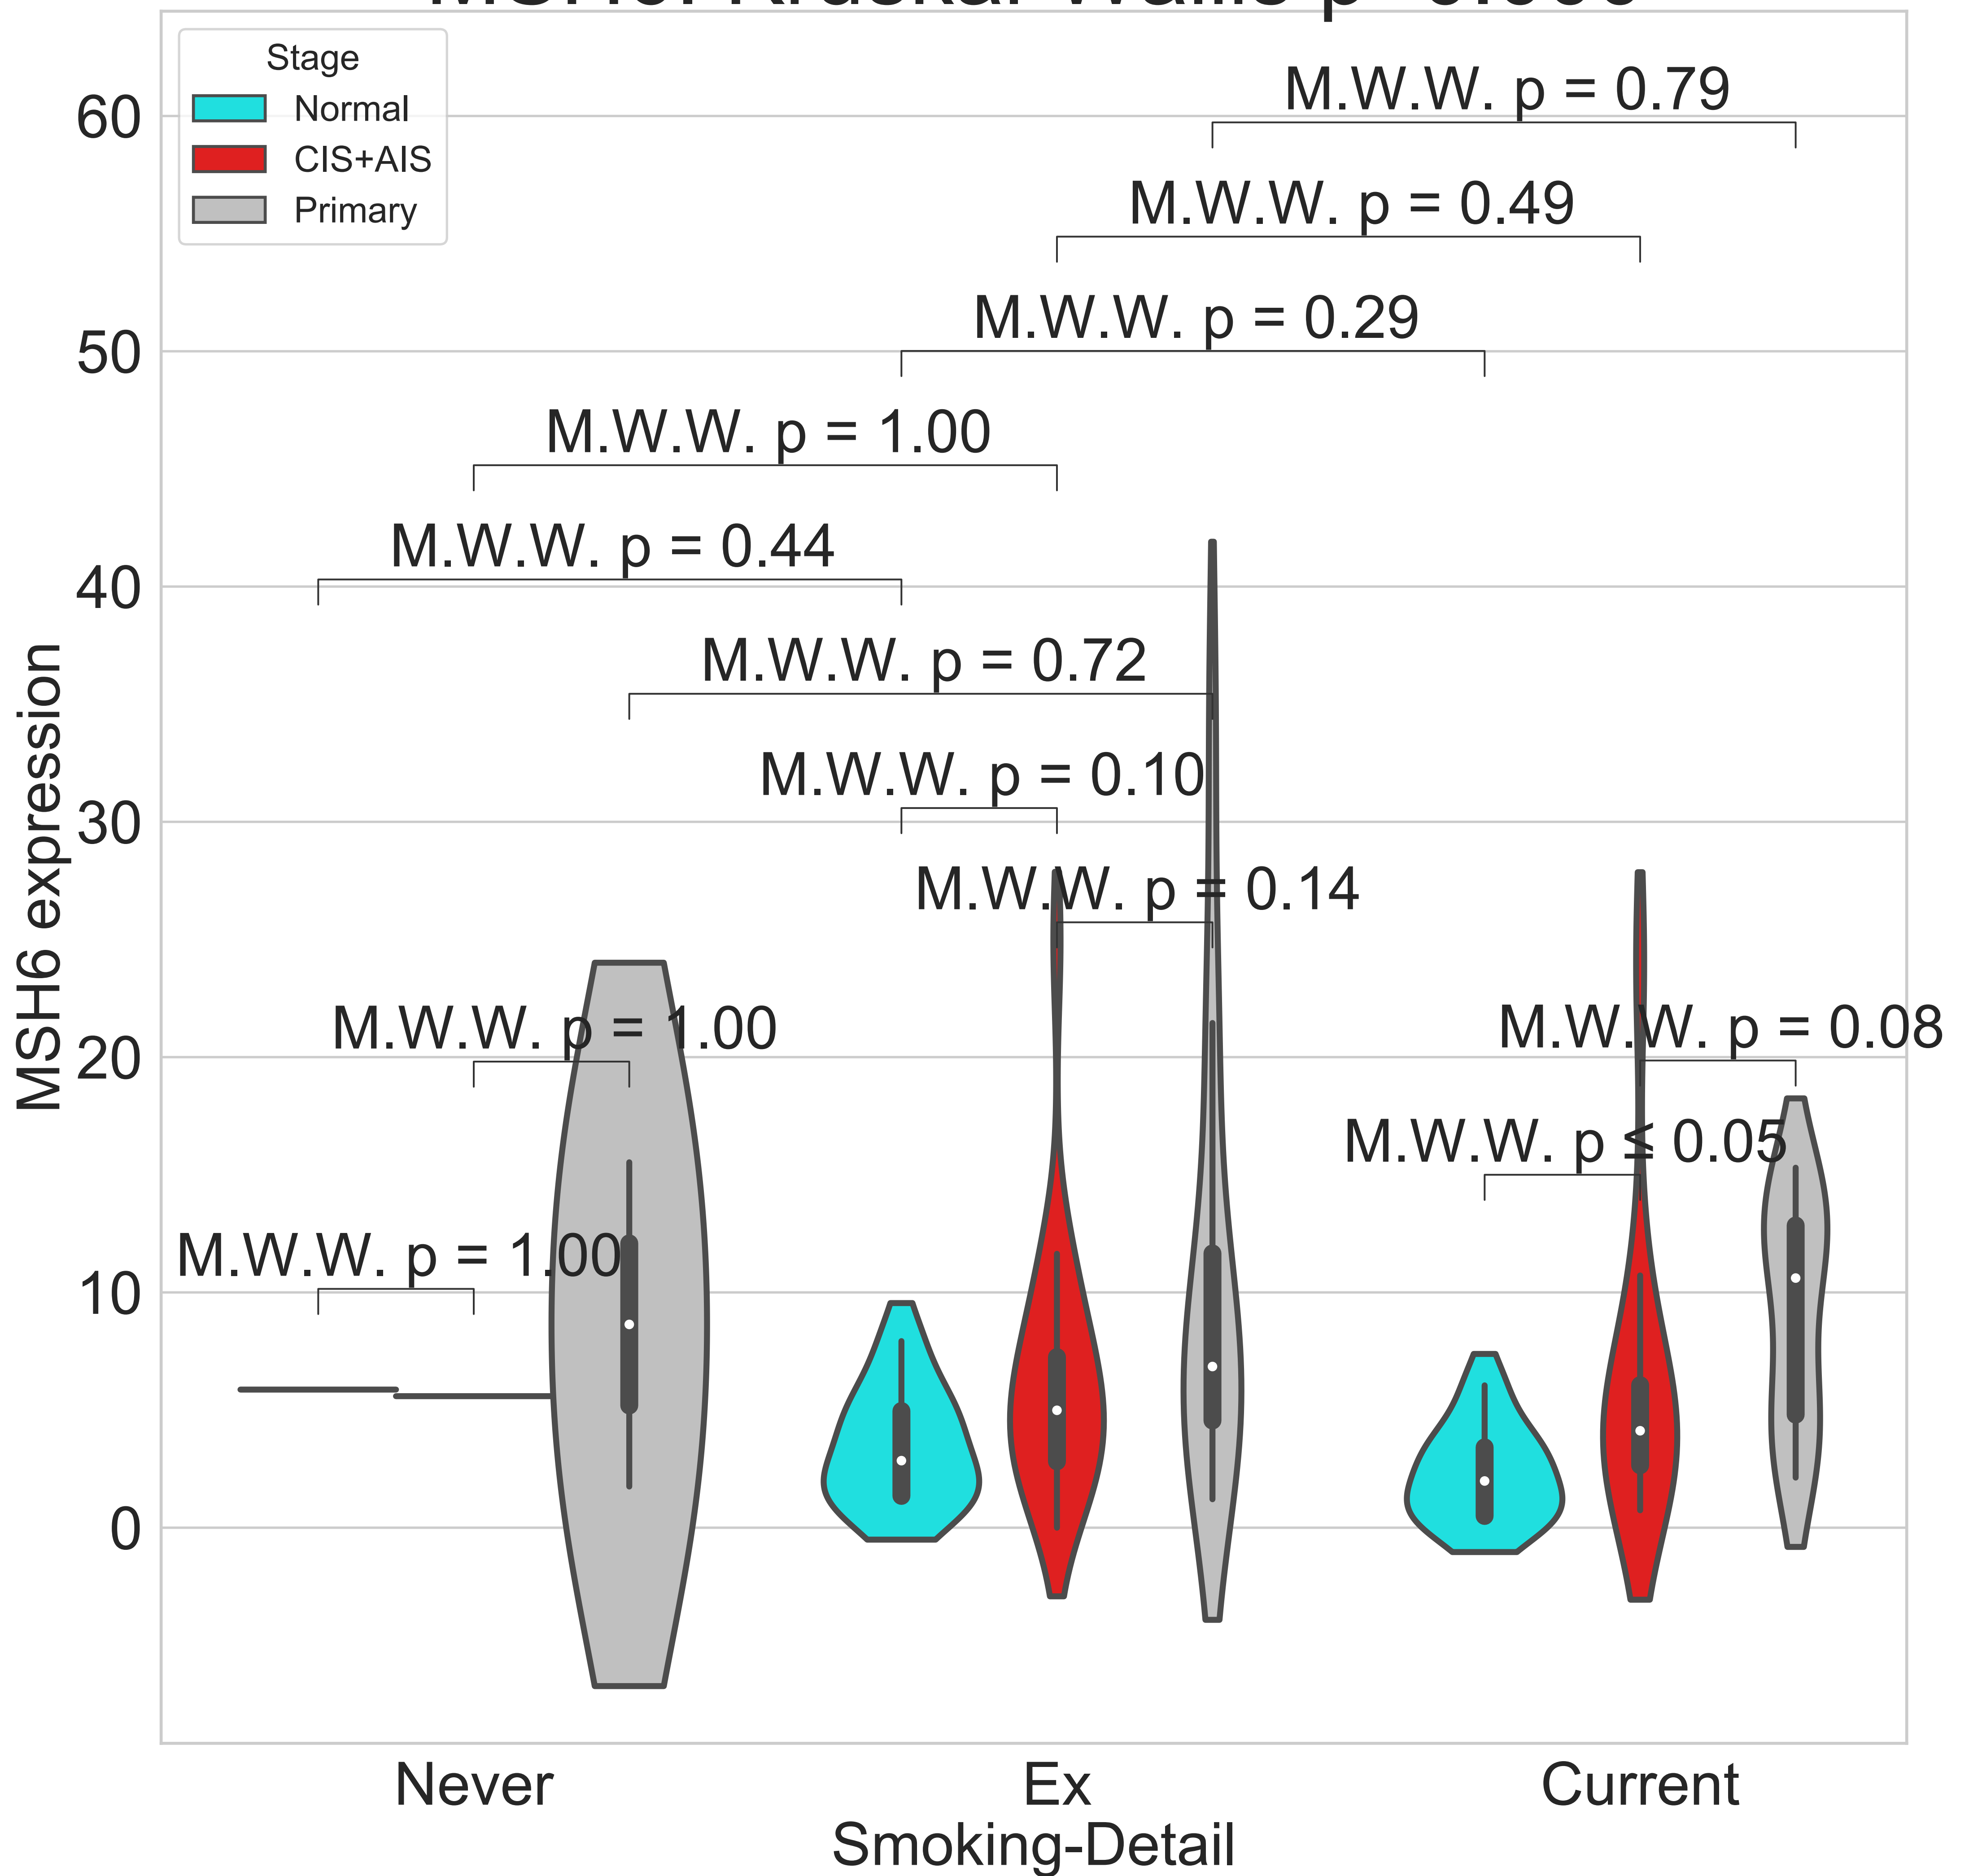 Stage
Normal
CIS+AIS
Primary
M.W.W. p = 0.79
M.W.W. p = 0.49
M.W.W. p = 0.29
M.W.W. p = 1.00
M.W.W. p = 0.44
M.W.W. p = 0.72
M.W.W. p = 0.10
M.W.W. p = 0.14
M.W.W. p = 1.00
M.W.W. p = 0.08
M.W.W. p ≤ 0.05
M.W.W. p = 1.00
60
50
40
30
20
10
0
MSH6 expression
Never
Ex
Current
Smoking-Detail